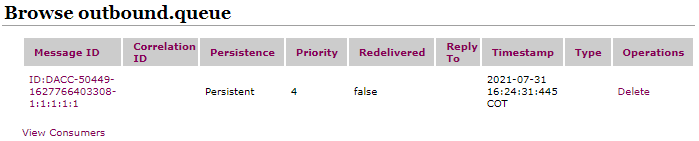 Browse outbound.queue
Message ID Correlation ID Persistence Priority Redelivered Reply To Timestamp Type Operations
ID:DACC-50449-
1627766403308-
1:1:1:1:1
Persistent 4 false
2021-07-31
16:24:31:445
COT
Delete
View Consumers